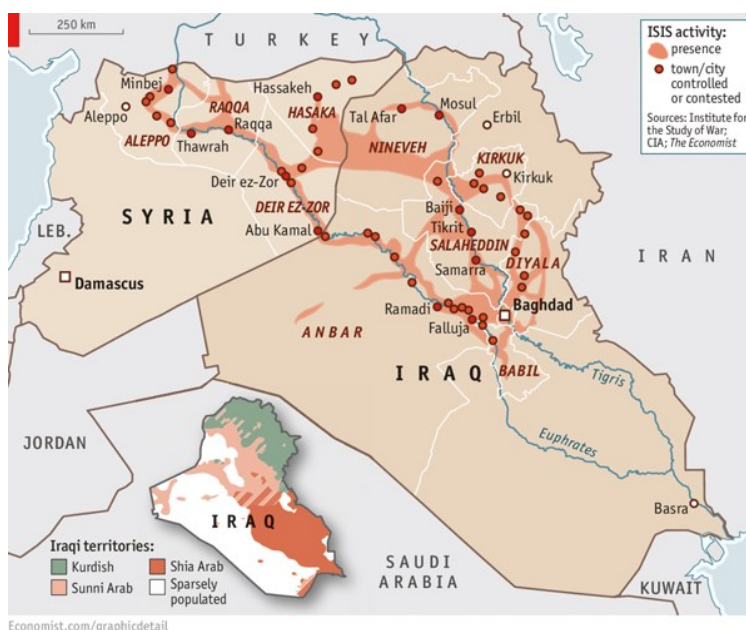 250 km
TURKEY
ISIS activity:
presence
town/city
controlled
or contested
Sources: Institute for
the Study of War;
CIA; The Economist
Minbej
Aleppo
ALEPPO
RAQQA
Raqqa
Thawrah
Hassakeh
HASAKA
Tal Afar
Mosul
Erbil
NINEVEH
KIRKUK
Kirkuk
Deir ez-Zor
DEIR EZ-ZOR
SYRIA
Abu Kamal
Baiji
Tikrit
SALAHEDDIN
Samarra
DIYALA
IRAN
LEB.
Damascus
Baghdad
Ramadi
Falluja
ANBAR
IRAQ
BABIL
Tigris
Euphrates
JORDAN
Basra
SAUDI
ARABIA
KUWAIT
IRAQ
Iraqi territories:
Kurdish
Shia Arab
Sunni Arab
Sparsely
populated
Economist.com/graphicdetail